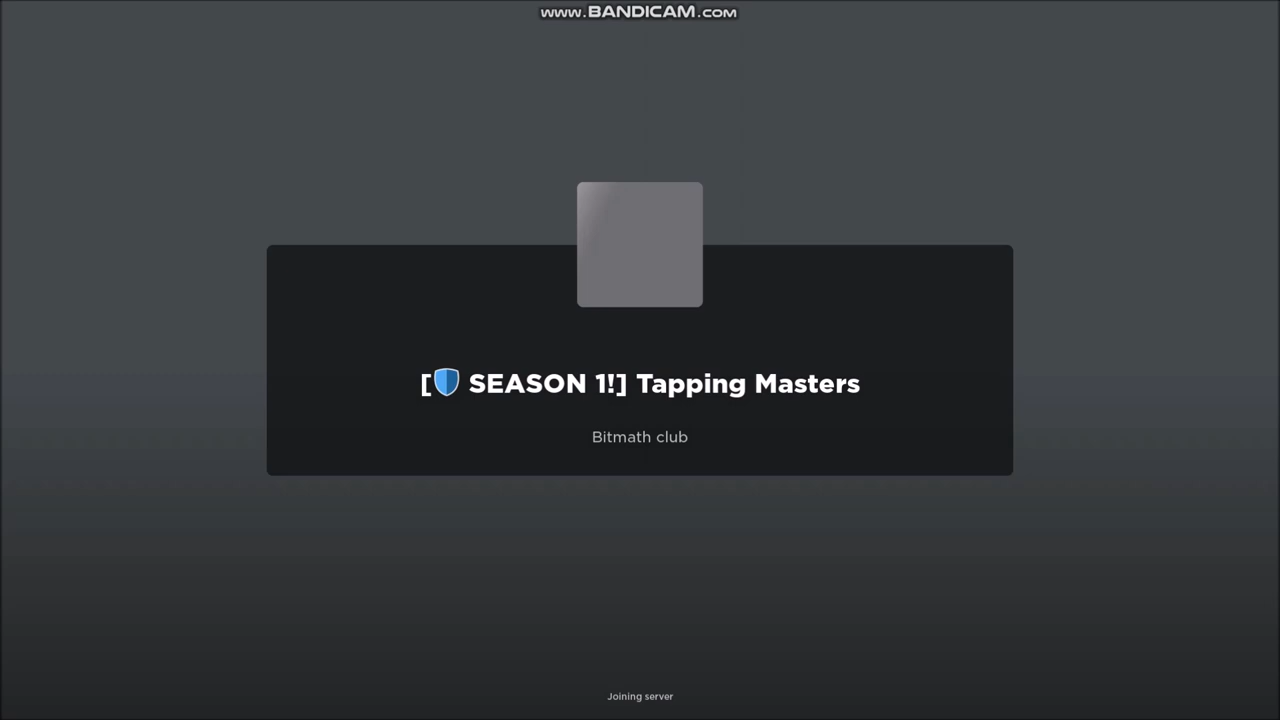 www.BANDICAM.com
[🛡️ SEASON 1!] Tapping Masters
Bitmath club
Joining server